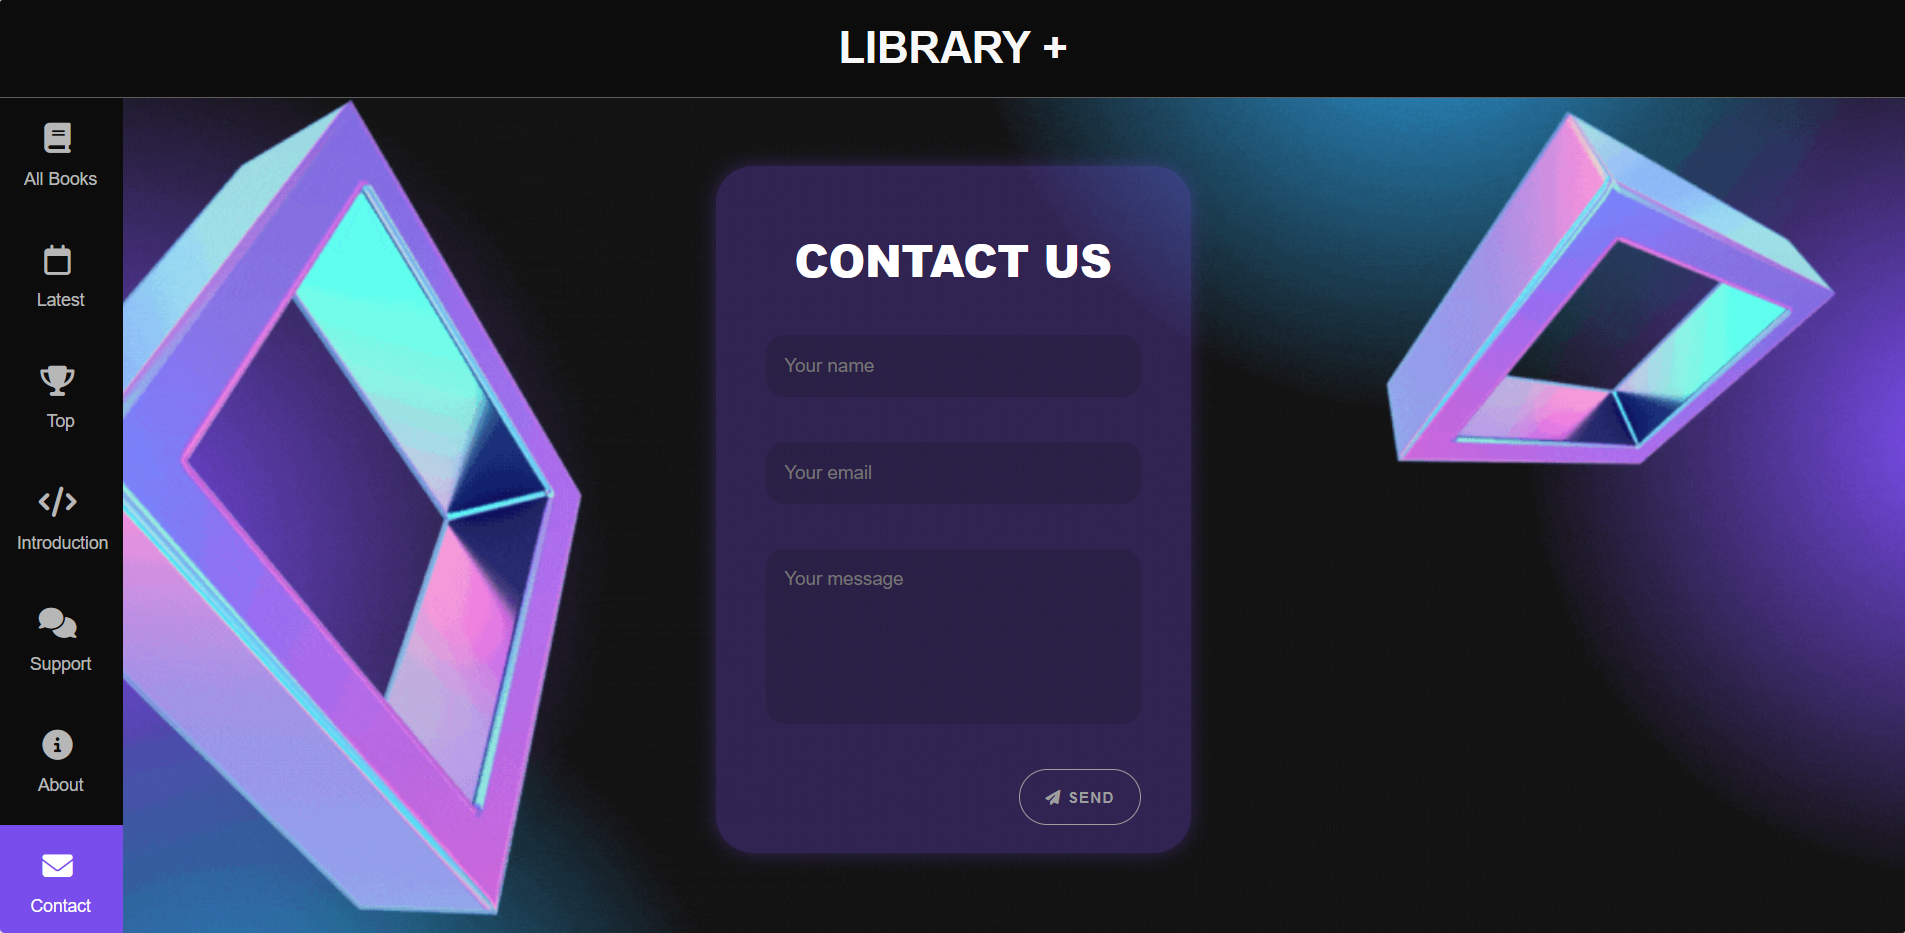 LIBRARY +
All Books
Latest
Top
Introduction
Support
About
Contact
CONTACT US
Your name
Your email
Your message
SEND